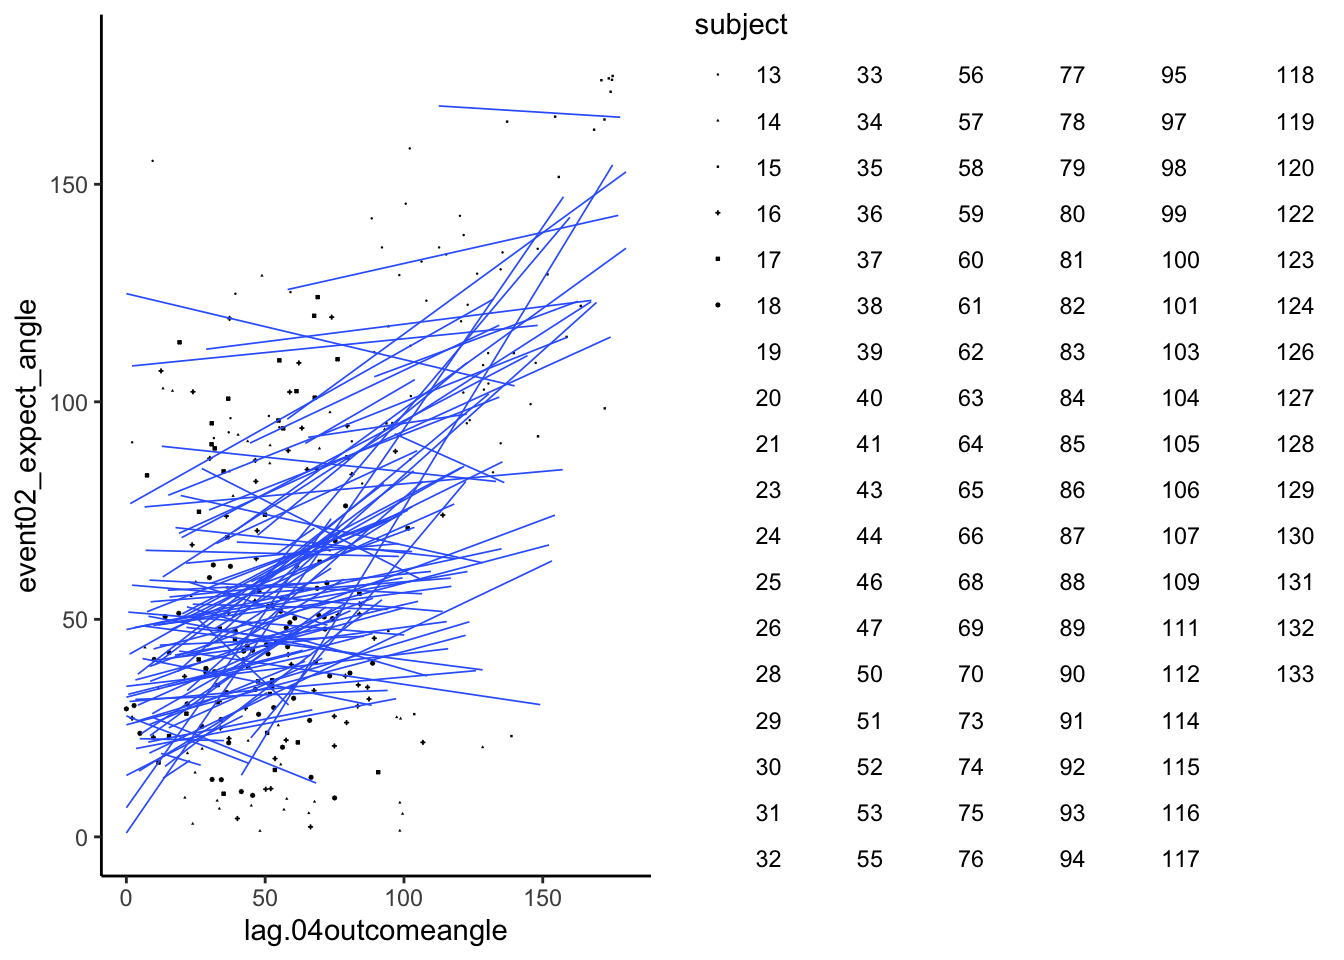 subject
13 33 56 77 95 118
14 34 57 78 97 119
15 35 58 79 98 120
16 36 59 80 99 122
17 37 60 81 100 123
18 38 61 82 101 124
19 39 62 83 103 126
20 40 63 84 104 127
21 41 64 85 105 128
23 43 65 86 106 129
24 44 66 87 107 130
25 46 68 88 109 131
26 47 69 89 111 132
28 50 70 90 112 133
29 51 73 91 114
30 52 74 92 115
31 53 75 93 116
32 55 76 94 117
event02_expect_angle
150
100
50
0
0 50 100 150
lag.04outcomeangle